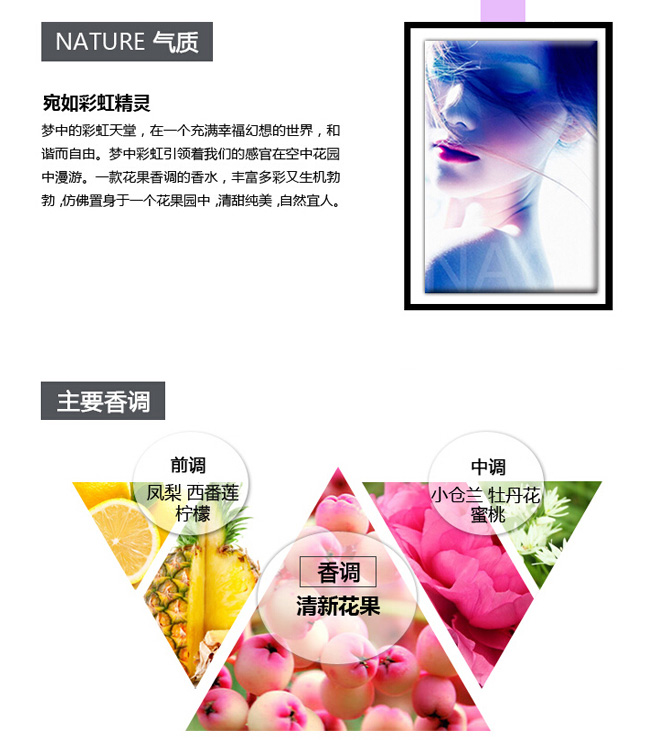 NATURE 气质
宛如彩虹精灵
梦中的彩虹天堂，在一个充满幸福幻想的世界，和
谐而自由。梦中彩虹引领着我们的感官在空中花园
中漫游。一款花果香调的香水，丰富多彩又生机勃
勃，仿佛置身于一个花果园中，清甜纯美，自然宜人。
主要香调
前调
凤梨 西番莲
柠檬
中调
小仓兰 牡丹花
蜜桃
香调
清新花果